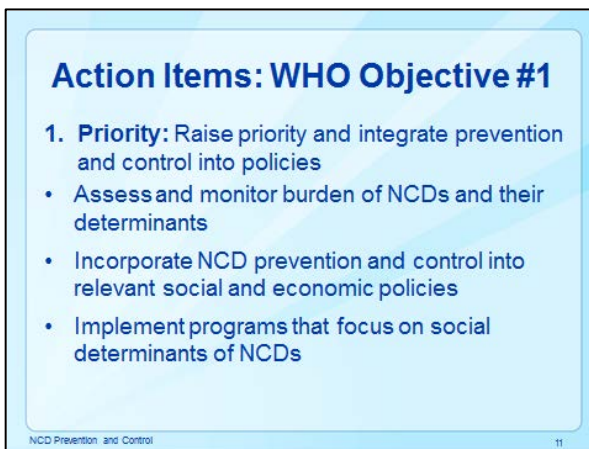 Action Items: WHO Objective #1
1. Priority: Raise priority and integrate prevention
and control into policies
• Assess and monitor burden of NCDs and their
determinants
• Incorporate NCD prevention and control into
relevant social and economic policies
• Implement programs that focus on social
determinants of NCDs
NCD Prevention and Control
11